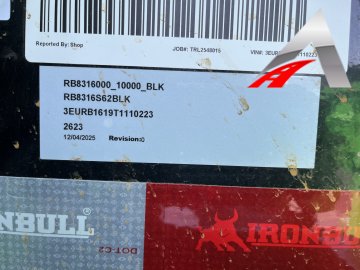 Reported By: Shop
JOB#: TRL2548015
VIN#: 3EURB1619T1110223
RB8316000_10000_BLK
RB8316S62BLK
3EURB1619T1110223
2623
12/04/2025 Revision:0
IRONBULL
IRONBULL
DOT-C2